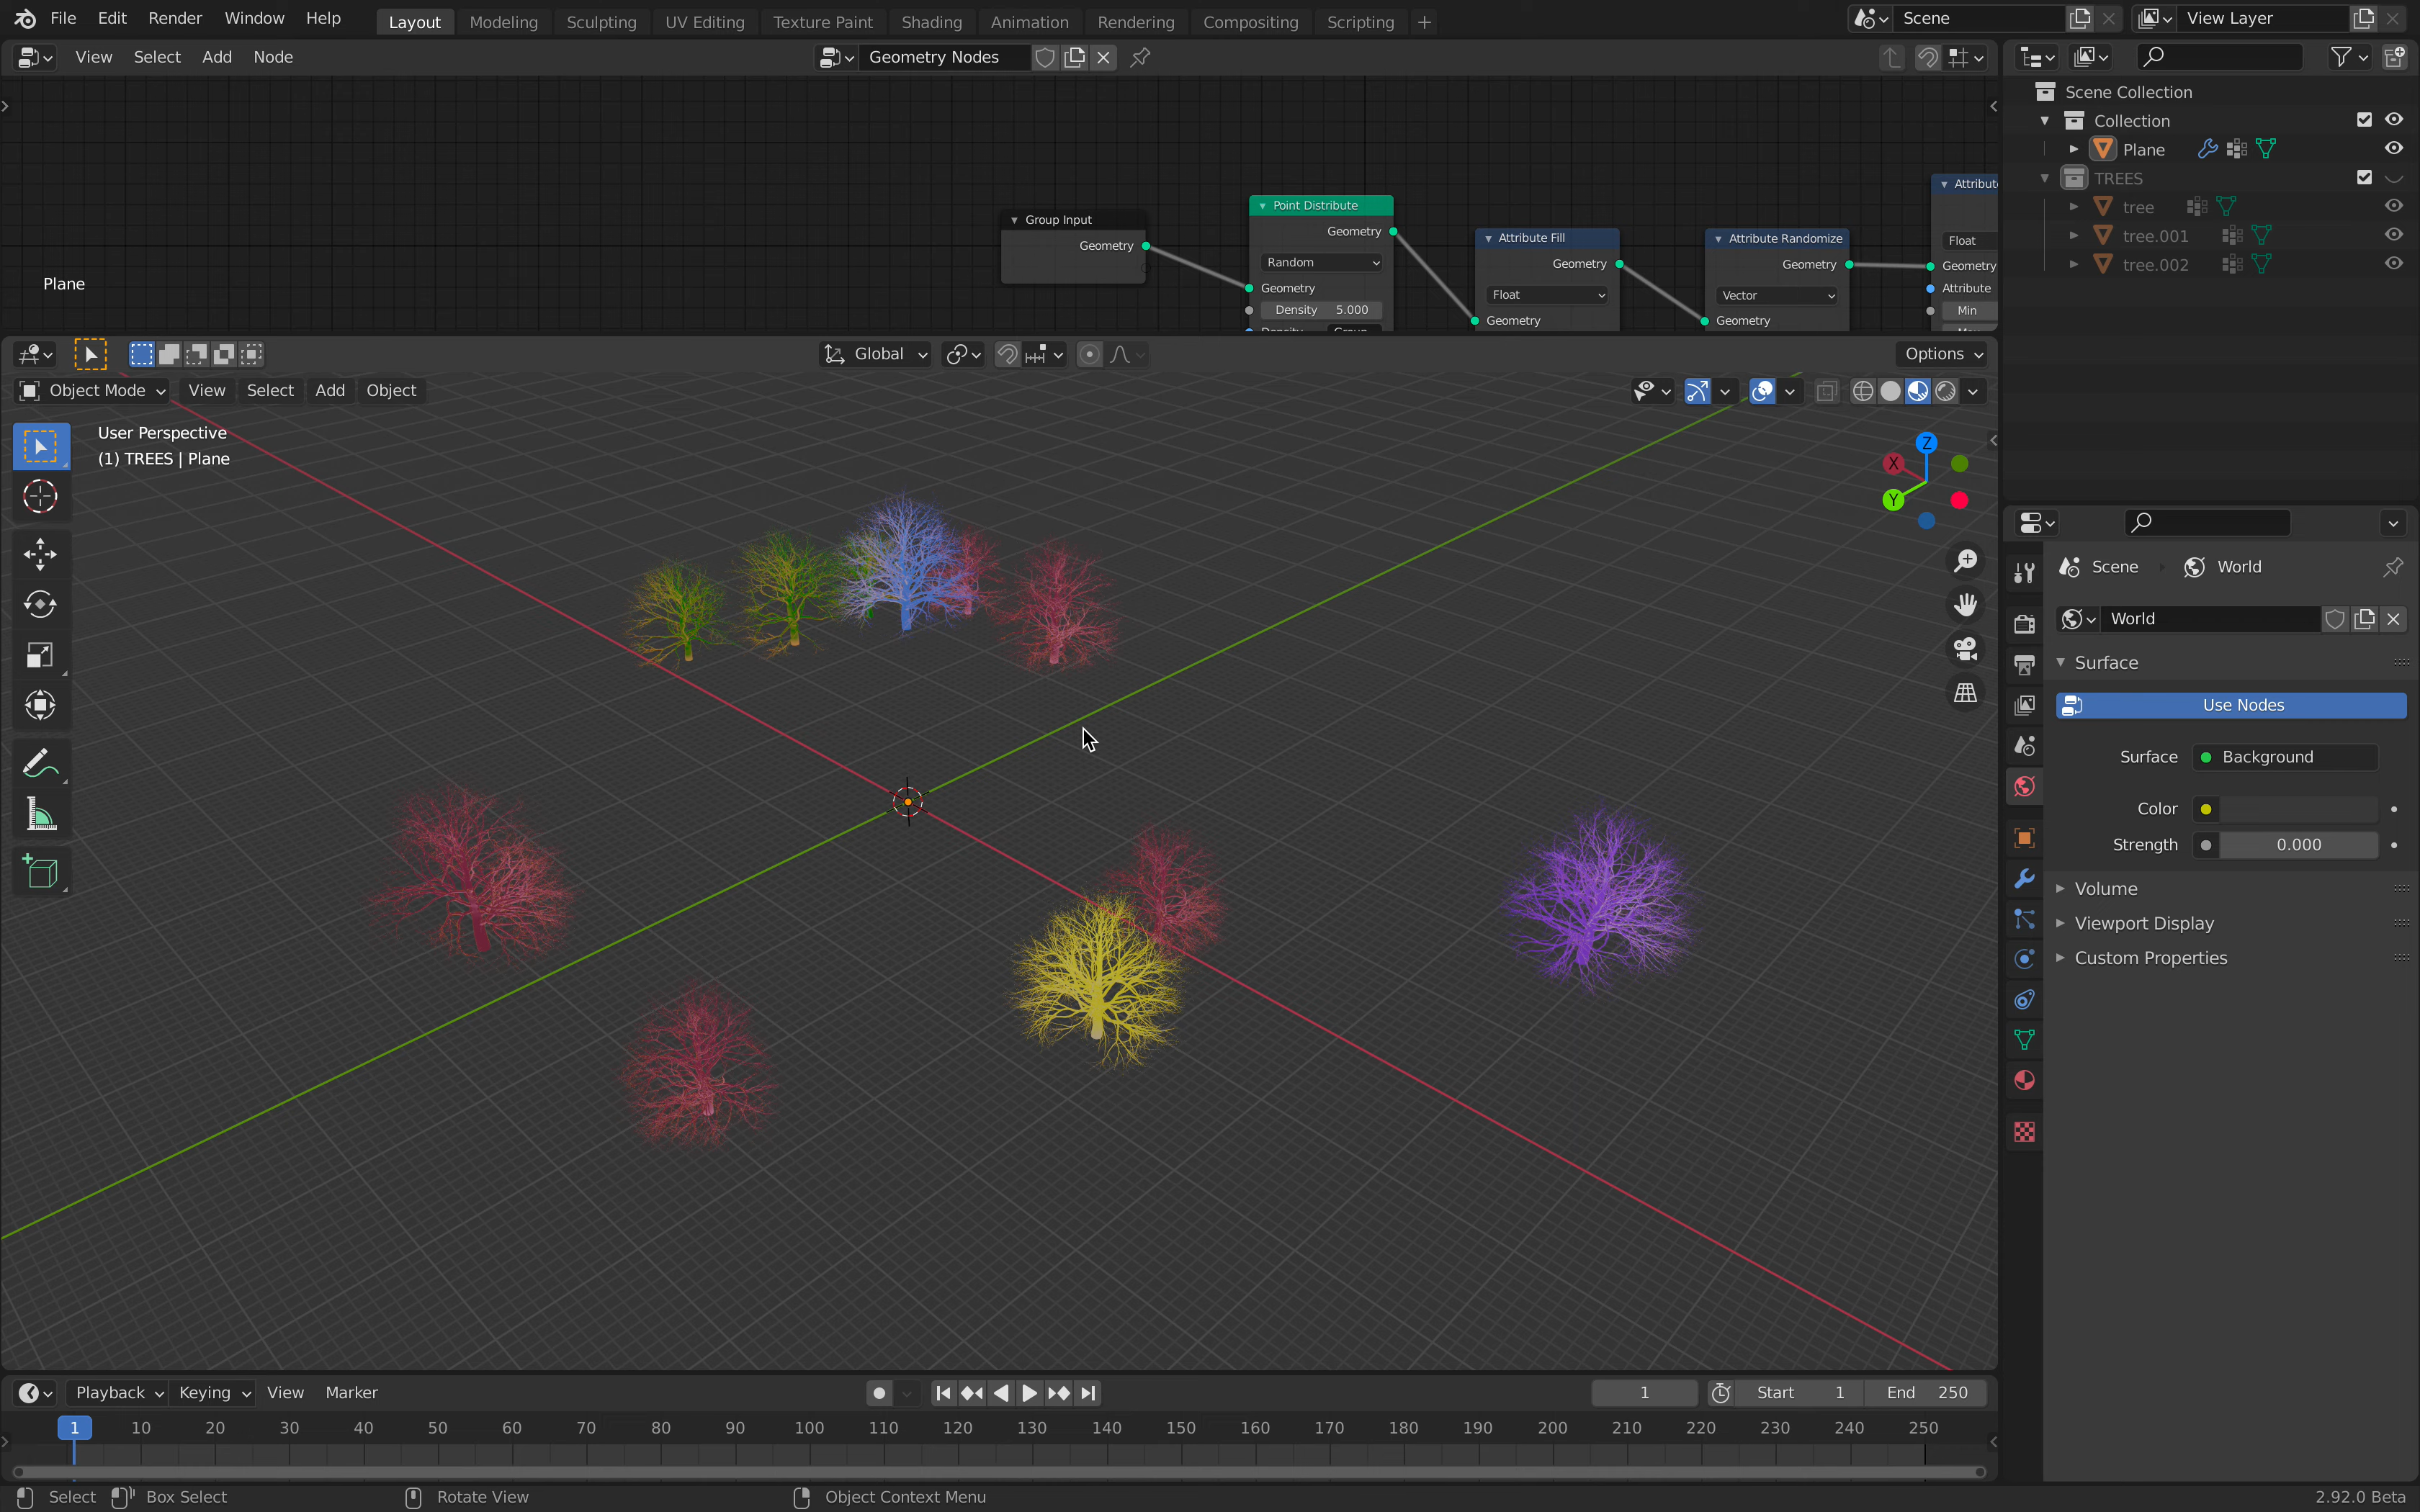 File Edit Render Window Help Layout Modeling Sculpting UV Editing Texture Paint Shading Animation Rendering Compositing Scripting + Scene View Layer
View Select Add Node Geometry Nodes
Scene Collection
Collection
Plane
TREES
tree
tree.001
tree.002
Group Input
Geometry
Point Distribute
Geometry
Random
Geometry
Density 5.000
Attribute Fill
Geometry
Float
Geometry
Attribute Randomize
Geometry
Vector
Geometry
Attribut
Float
Geometry
Attribute
Min
Plane
Global Options
Object Mode View Select Add Object
User Perspective
(1) TREES | Plane
Z
X
Y
Scene World
World
Surface
Use Nodes
Surface Background
Color
Strength 0.000
Volume
Viewport Display
Custom Properties
Playback Keying View Marker 1 Start 1 End 250
1 10 20 30 40 50 60 70 80 90 100 110 120 130 140 150 160 170 180 190 200 210 220 230 240 250
Select Box Select Rotate View Object Context Menu 2.92.0 Beta